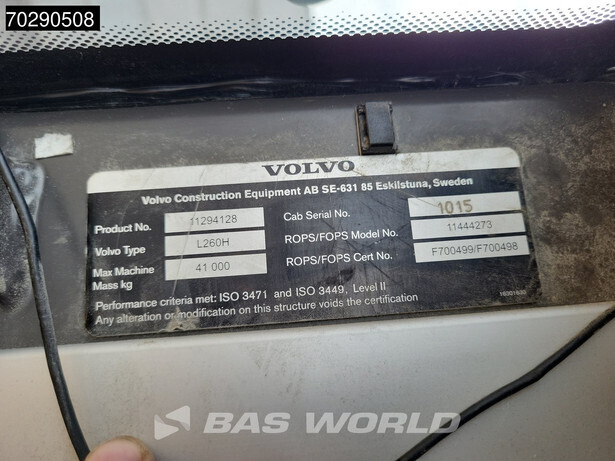 70290508
VOLVO
Volvo Construction Equipment AB SE-631 85 Eskilstuna, Sweden
Product No. 11294128 Cab Serial No. 1015
Volvo Type L260H ROPS/FOPS Model No. 11444273
Max Machine Mass kg 41 000 ROPS/FOPS Cert No. F700499/F700498
Performance criteria met: ISO 3471 and ISO 3449, Level II
Any alteration or modification on this structure voids the certification
BAS WORLD